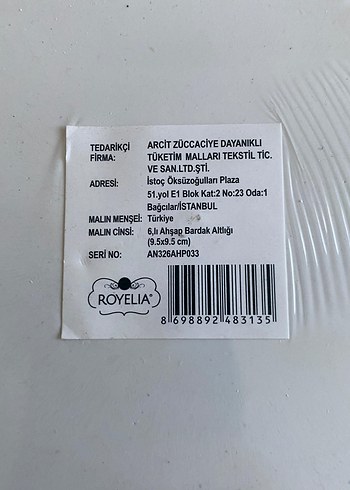 TEDARİKÇİ FİRMA: ARCİT ZÜCCACİYE DAYANIKLI
TÜKETİM MALLARI TEKSTİL TİC.
VE SAN.LTD.ŞTİ.
ADRESİ: İstoç Öksüzoğulları Plaza
51.yol E1 Blok Kat:2 No:23 Oda:1
Bağcılar/İSTANBUL
MALIN MENŞEİ: Türkiye
MALIN CİNSİ: 6,lı Ahşap Bardak Altlığı
(9.5x9.5 cm)
SERİ NO: AN326AHP033
ROYELIA®
8 698892 483135